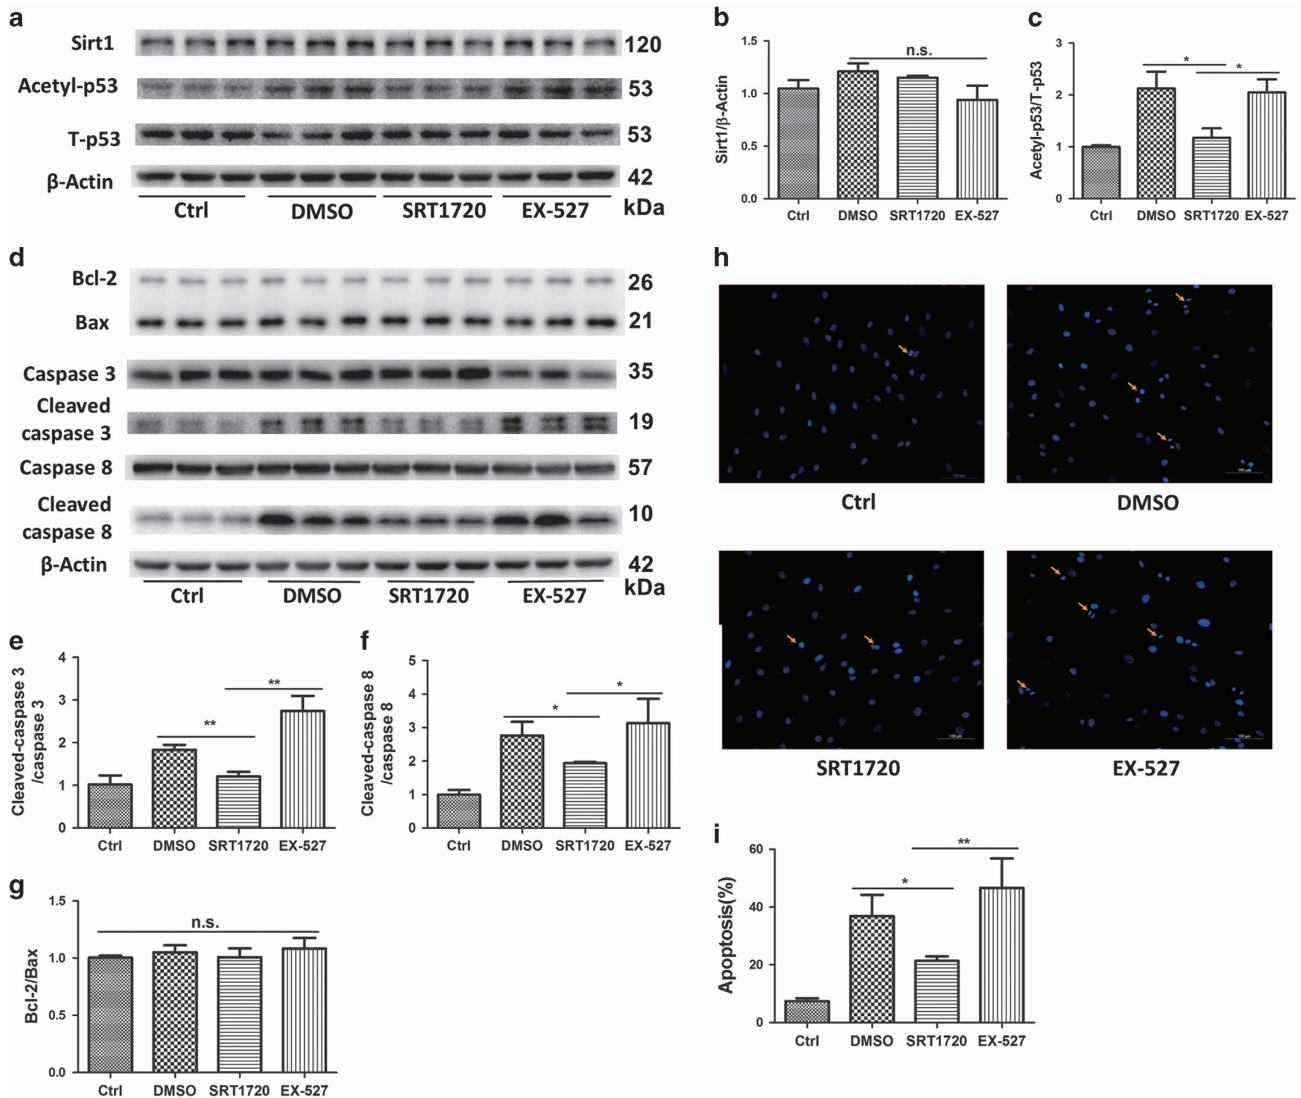 a
Sirt1
120
Acetyl-p53
53
T-p53
53
β-Actin
42
Ctrl DMSO SRT1720 EX-527 kDa
b
Sirt1/β-Actin
1.5
1.0
0.5
0.0
n.s.
Ctrl DMSO SRT1720 EX-527
c
Acetyl-p53/T-p53
3
2
1
0
* *
Ctrl DMSO SRT1720 EX-527
d
Bcl-2
26
Bax
21
Caspase 3
35
Cleaved
caspase 3
19
Caspase 8
57
Cleaved
caspase 8
10
β-Actin
42
Ctrl DMSO SRT1720 EX-527 kDa
h
Ctrl
100 μm
DMSO
100 μm
SRT1720
100 μm
EX-527
e
Cleaved-caspase 3
/caspase 3
4
3
2
1
0
** **
Ctrl DMSO SRT1720 EX-527
f
Cleaved-caspase 8
/caspase 8
5
4
3
2
1
0
* *
Ctrl DMSO SRT1720 EX-527
g
Bcl-2/Bax
1.5
1.0
0.5
0.0
n.s.
Ctrl DMSO SRT1720 EX-527
i
Apoptosis(%)
60
40
20
0
* **
Ctrl DMSO SRT1720 EX-527